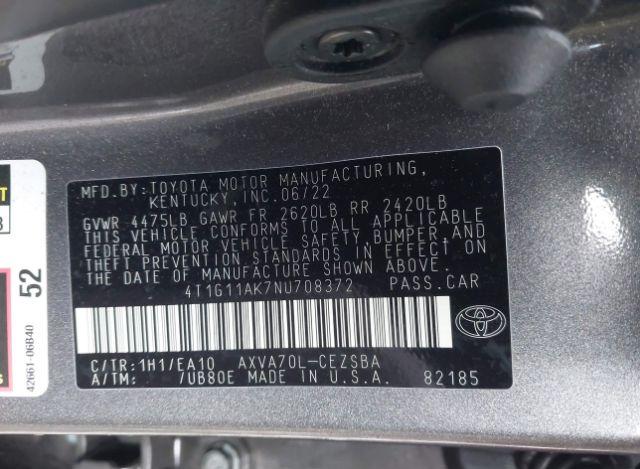 MFD.BY: TOYOTA MOTOR MANUFACTURING,
KENTUCKY, INC. 06/22
GVWR 4475LB GAWR FR 2620LB RR 2420LB
THIS VEHICLE CONFORMS TO ALL APPLICABLE
FEDERAL MOTOR VEHICLE SAFETY, BUMPER, AND
THEFT PREVENTION STANDARDS IN EFFECT ON
THE DATE OF MANUFACTURE SHOWN ABOVE.
4T1G11AK7NU708372 PASS.CAR
C/TR:1H1/EA10 AXVA70L-CEZSBA
A/TM: /UB80E MADE IN U.S.A. 82185
52
42661-06B40